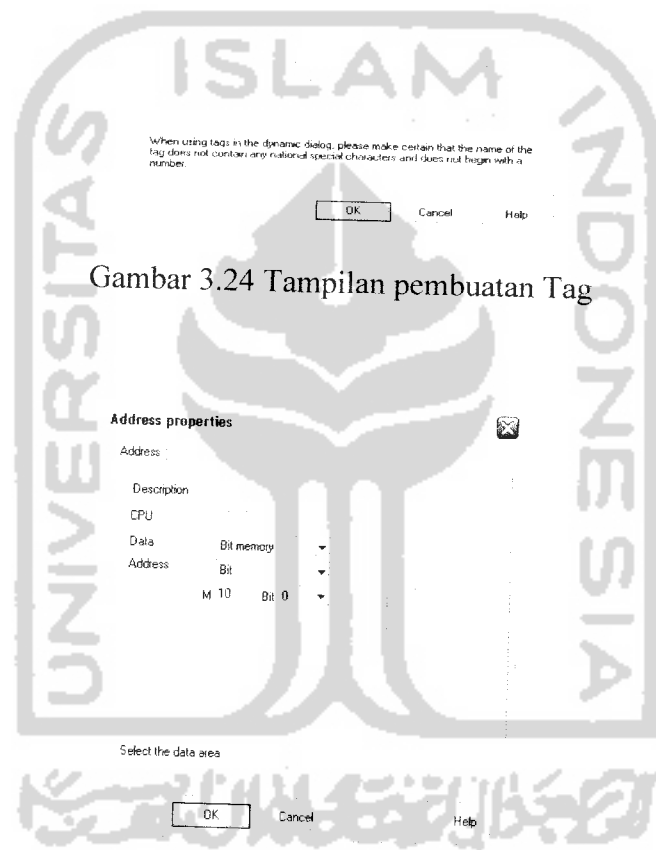 ISLAM
UNIVERSITAS
INDONESIA
When using tags in the dynamic dialog, please make certain that the name of the
tag does not contain any national special characters and does not begin with a
number.
OK Cancel Help
Gambar 3.24 Tampilan pembuatan Tag
Address properties
Address
Description
CPU
Data Bit memory
Address Bit
M 10 Bit 0
Select the data area
OK Cancel Help